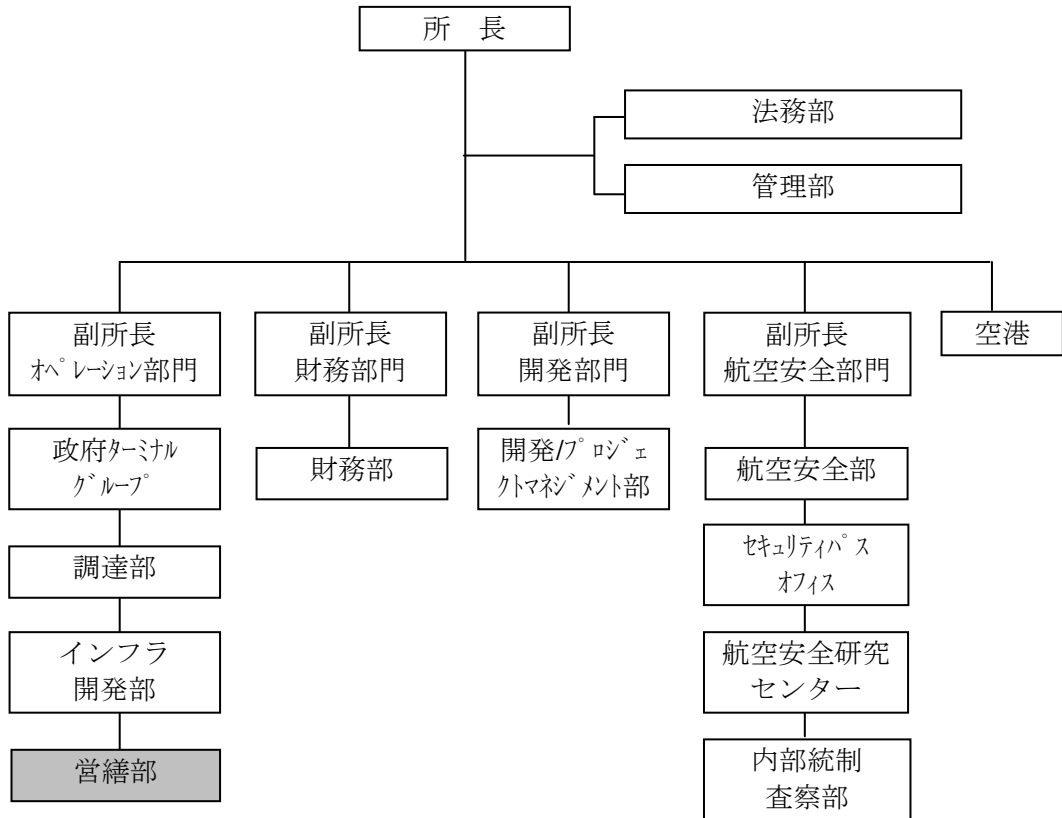 所 長
法務部
管理部
副所長
オペレーション部門
副所長
財務部門
副所長
開発部門
副所長
航空安全部門
空港
政府ターミナル
グループ
財務部
開発/プロジェ
クトマネジメント部
航空安全部
セキュリティパス
オフィス
調達部
インフラ
開発部
航空安全研究
センター
営繕部
内部統制
査察部